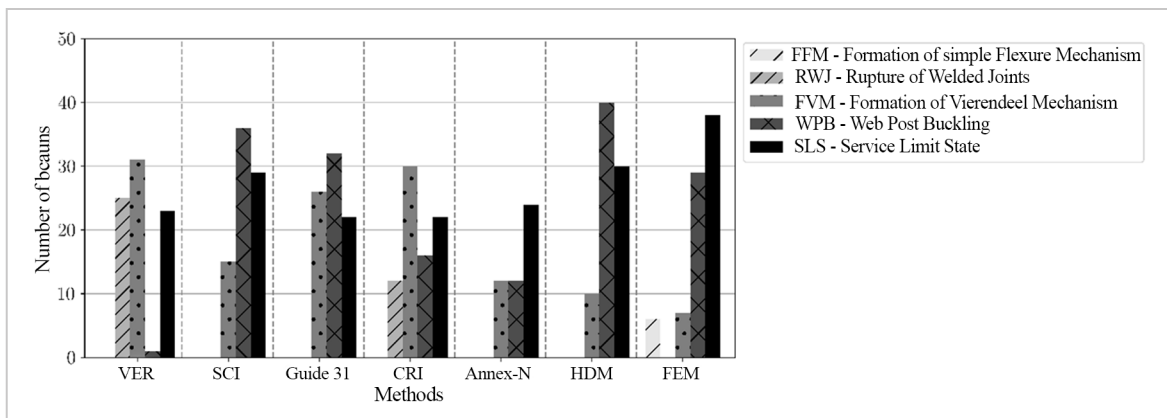 50
40
30
20
10
0
Number of bcauns
VER SCI Guide 31 CRI Annex-N HDM FEM
Methods
FFM - Formation of simple Flexure Mechanism
RWJ - Rupture of Welded Joints
FVM - Formation of Vierendeel Mechanism
WPB - Web Post Buckling
SLS - Service Limit State